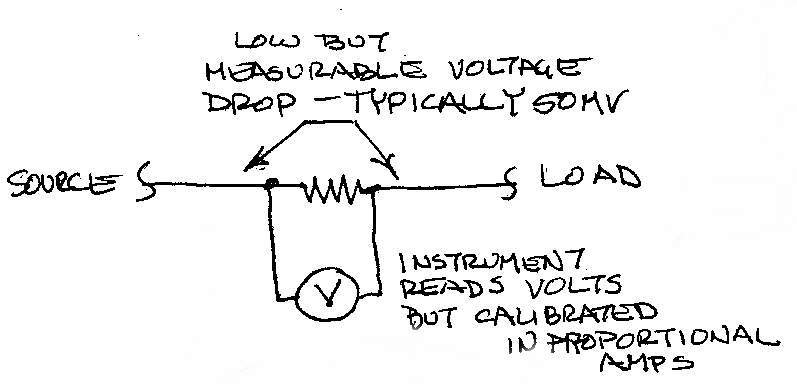 LOW BUT
MEASURABLE VOLTAGE
DROP - TYPICALLY 50MV
SOURCE
LOAD
V
INSTRUMENT
READS VOLTS
BUT CALIBRATED
IN PROPORTIONAL
AMPS